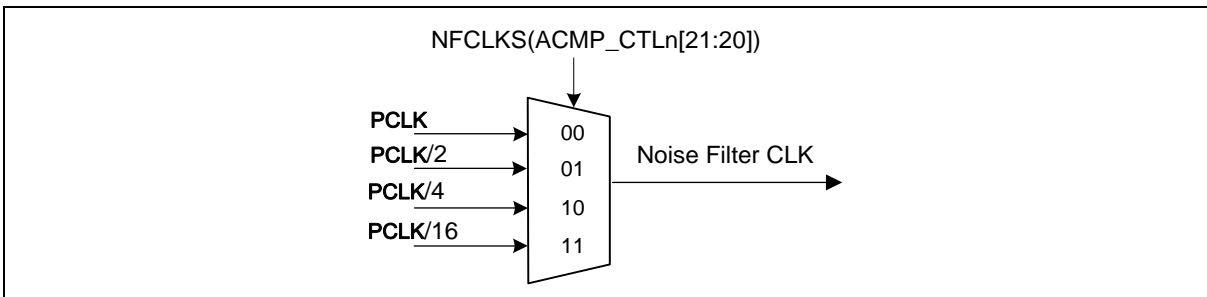 NFCLKS(ACMP_CTLn[21:20])
PCLK
00
PCLK/2
01
Noise Filter CLK
PCLK/4
10
PCLK/16
11